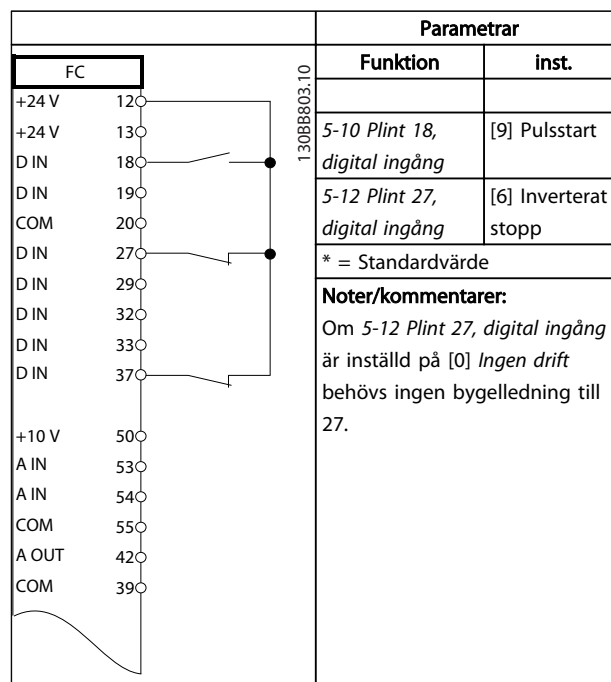 Parametrar
FC
Funktion inst.
130BB803.10
+24 V 12
+24 V 13
D IN 18
D IN 19
COM 20
D IN 27
D IN 29
D IN 32
D IN 33
D IN 37
+10 V 50
A IN 53
A IN 54
COM 55
A OUT 42
COM 39
5-10 Plint 18, [9] Pulsstart
digital ingång
5-12 Plint 27, [6] Inverterat
digital ingång stopp
* = Standardvärde
Noter/kommentarer:
Om 5-12 Plint 27, digital ingång
är inställd på [0] Ingen drift
behövs ingen bygelledning till
27.